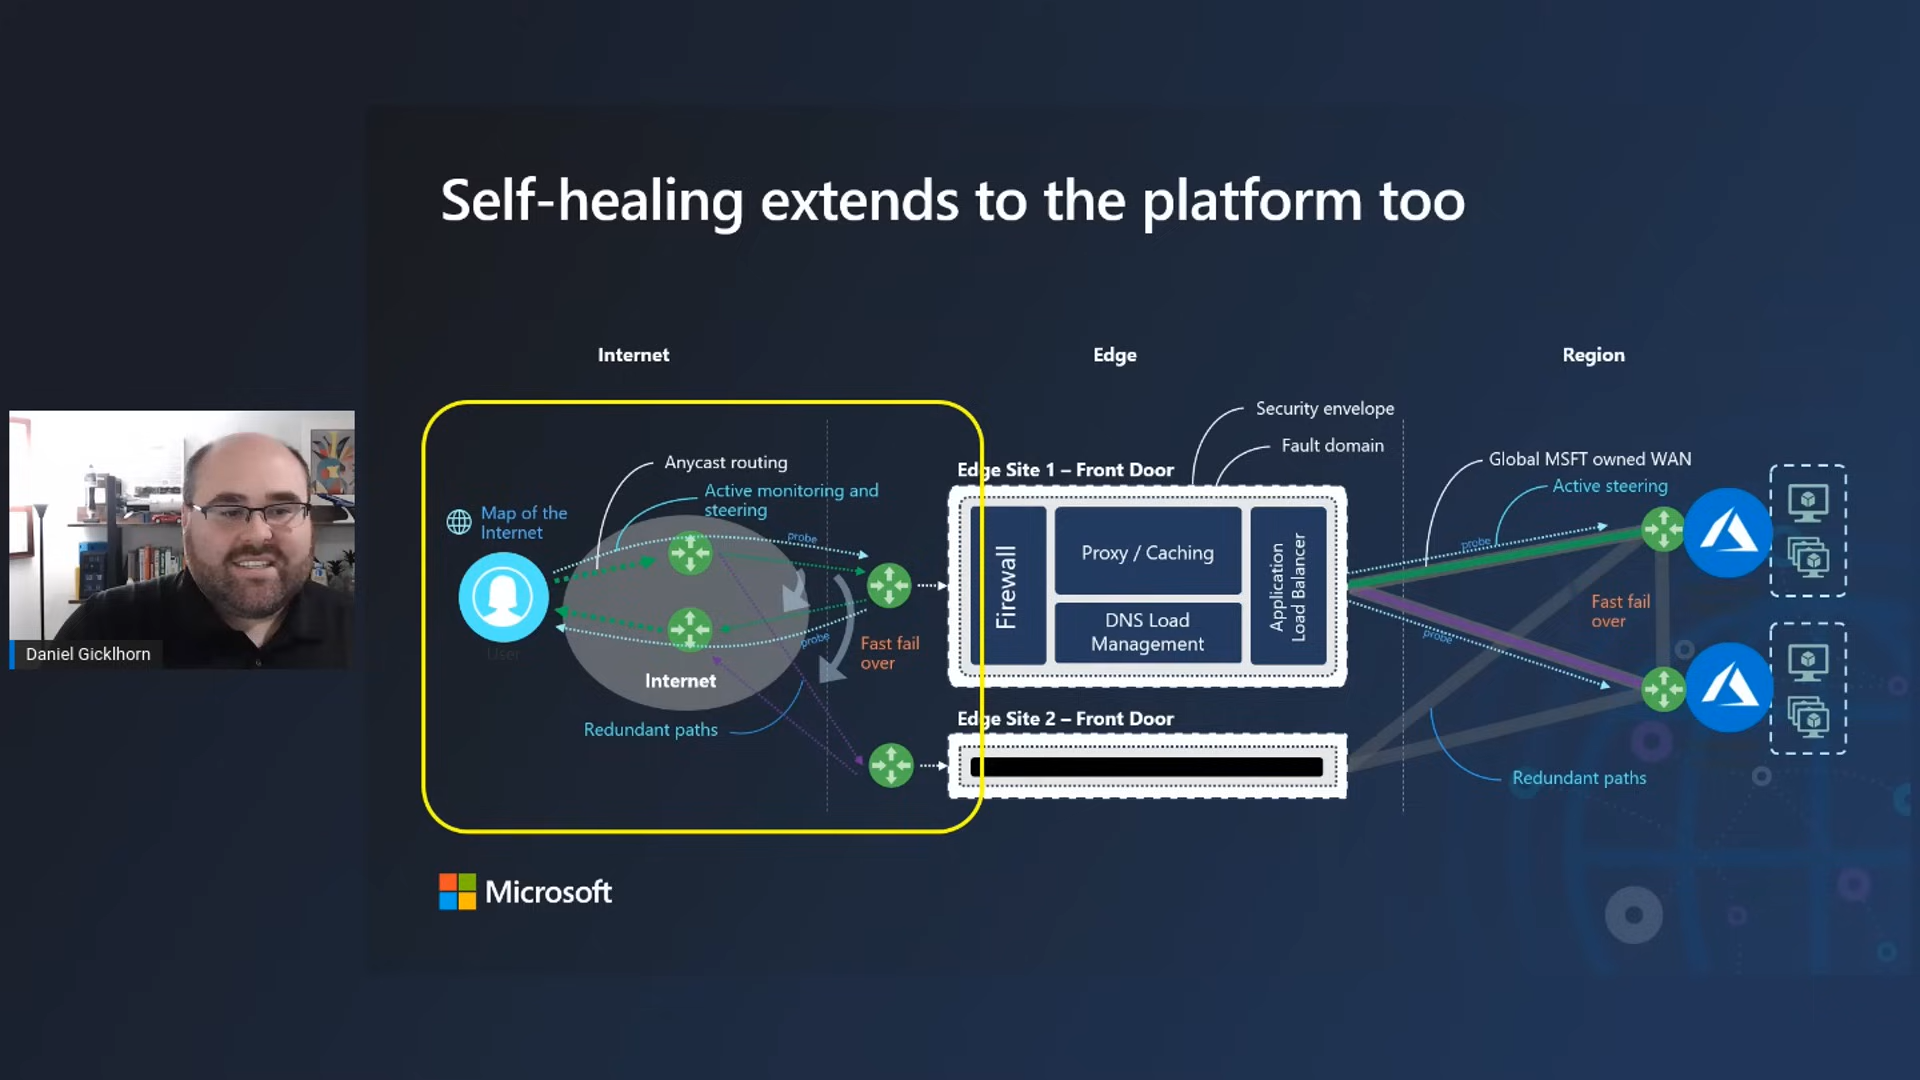 Self-healing extends to the platform too
Internet
Edge
Region
Security envelope
Fault domain
Anycast routing
Active monitoring and
steering
Map of the
Internet
probe
User
Internet
probe
Fast fail
over
Redundant paths
Edge Site 1 – Front Door
Firewall
Proxy / Caching
DNS Load
Management
Application
Load Balancer
Edge Site 2 – Front Door
Global MSFT owned WAN
Active steering
probe
Fast fail
over
probe
Redundant paths
Daniel Gicklhorn
Microsoft